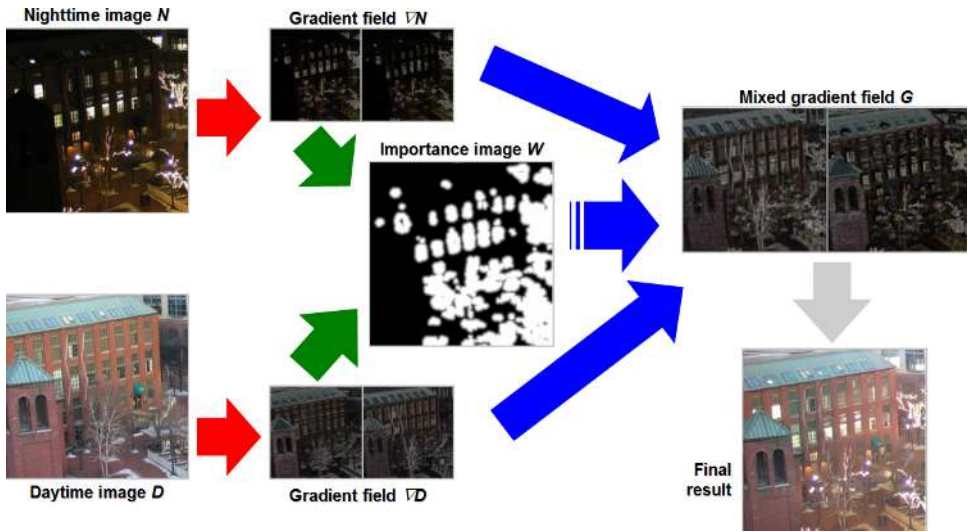 Nighttime image N
Gradient field ∇N
Mixed gradient field G
Importance image W
Daytime image D
Gradient field ∇D
Final
result